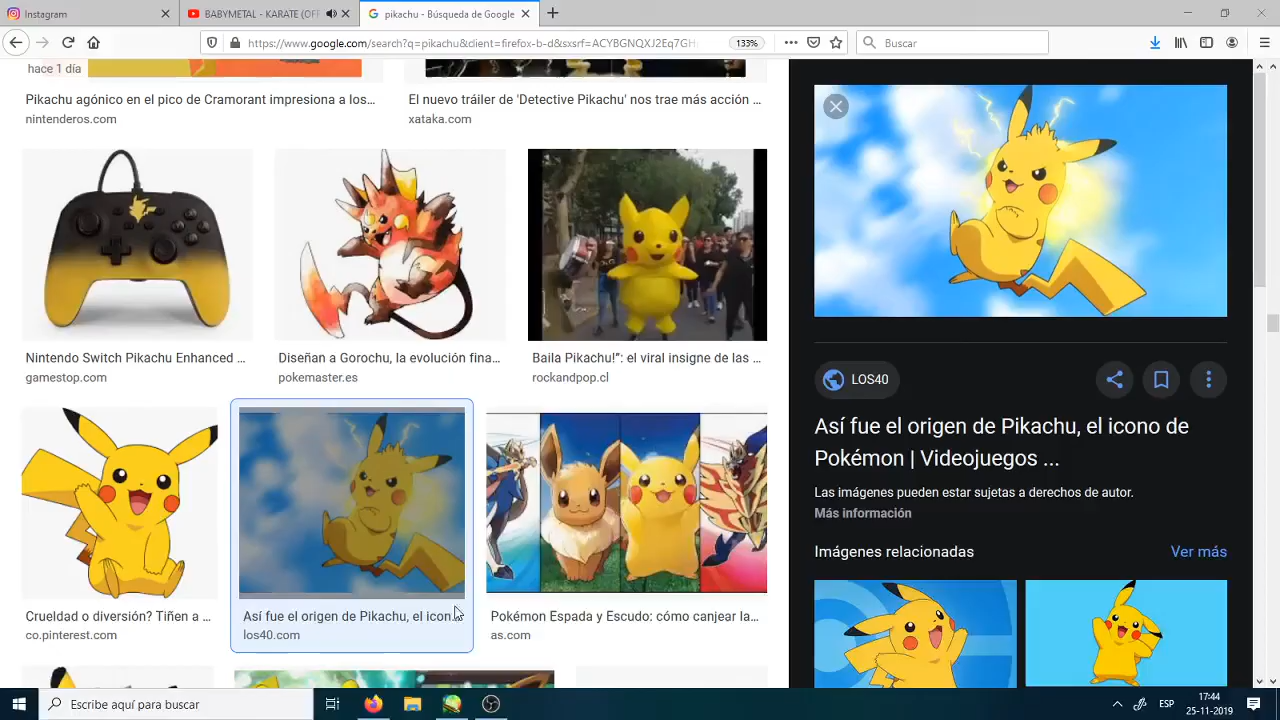 Instagram
BABYMETAL - KARATE (OFF
pikachu - Búsqueda de Google
https://www.google.com/search?q=pikachu&client=firefox-b-d&sxsrf=ACYBGNQXJ2Eq7GH
133%
Buscar
hace 1 día
Pikachu agónico en el pico de Cramorant impresiona a los...
nintenderos.com
El nuevo tráiler de 'Detective Pikachu' nos trae más acción ...
xataka.com
Nintendo Switch Pikachu Enhanced ...
gamestop.com
Diseñan a Gorochu, la evolución fina...
pokemaster.es
Baila Pikachu!”: el viral insigne de las ...
rockandpop.cl
Crueldad o diversión? Tiñen a ...
co.pinterest.com
Así fue el origen de Pikachu, el icon...
los40.com
Pokémon Espada y Escudo: cómo canjear la...
as.com
LOS40
Así fue el origen de Pikachu, el icono de
Pokémon | Videojuegos ...
Las imágenes pueden estar sujetas a derechos de autor.
Más información
Imágenes relacionadas
Ver más
Escribe aquí para buscar
ESP
17:44
25-11-2019